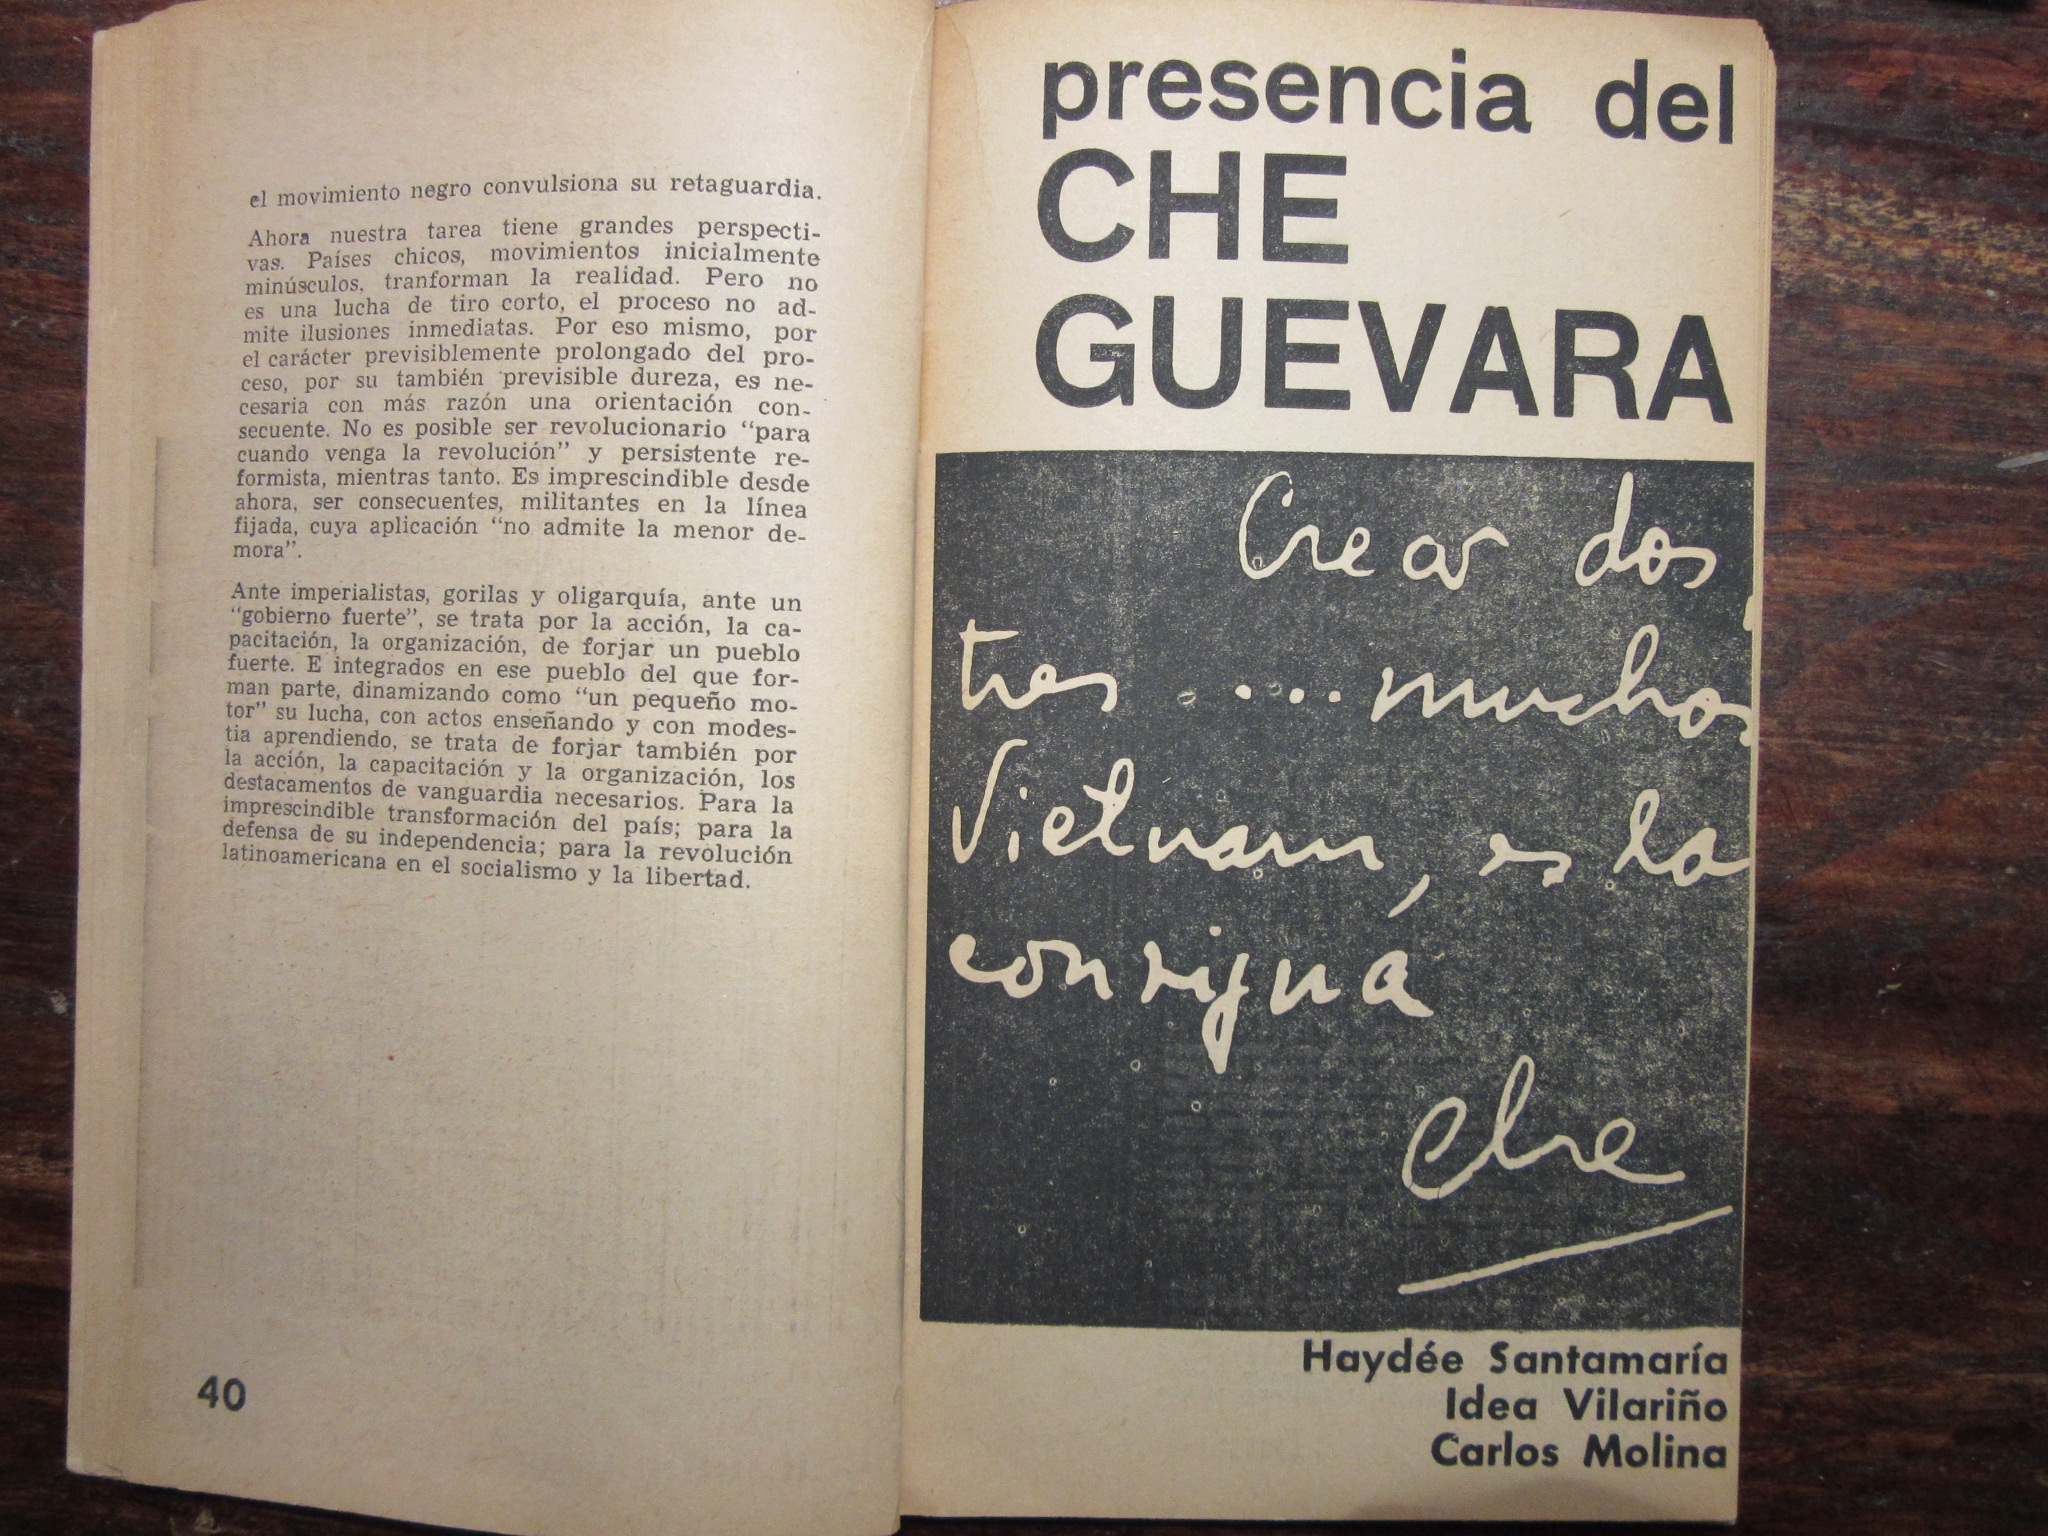 el movimiento negro convulsiona su retaguardia.
Ahora nuestra tarea tiene grandes perspecti-
vas. Países chicos, movimientos inicialmente
minúsculos, tranforman la realidad. Pero no
es una lucha de tiro corto, el proceso no ad-
mite ilusiones inmediatas. Por eso mismo, por
el carácter previsiblemente prolongado del pro-
ceso, por su también previsible dureza, es ne-
cesaria con más razón una orientación con-
secuente. No es posible ser revolucionario “para
cuando venga la revolución” y persistente re-
formista, mientras tanto. Es imprescindible desde
ahora, ser consecuentes, militantes en la línea
fijada, cuya aplicación “no admite la menor de-
mora”.
Ante imperialistas, gorilas y oligarquía, ante un
“gobierno fuerte”, se trata por la acción, la ca-
pacitación, la organización, de forjar un pueblo
fuerte. E integrados en ese pueblo del que for-
man parte, dinamizando como “un pequeño mo-
tor” su lucha, con actos enseñando y con modes-
tia aprendiendo, se trata de forjar también por
la acción, la capacitación y la organización, los
destacamentos de vanguardia necesarios. Para la
imprescindible transformación del país; para la
defensa de su independencia; para la revolución
latinoamericana en el socialismo y la libertad.
40
presencia del
CHE
GUEVARA
Crear dos,
tres ... muchos
Vietnam, es la
consigná
Che
Haydée Santamaría
Idea Vilariño
Carlos Molina